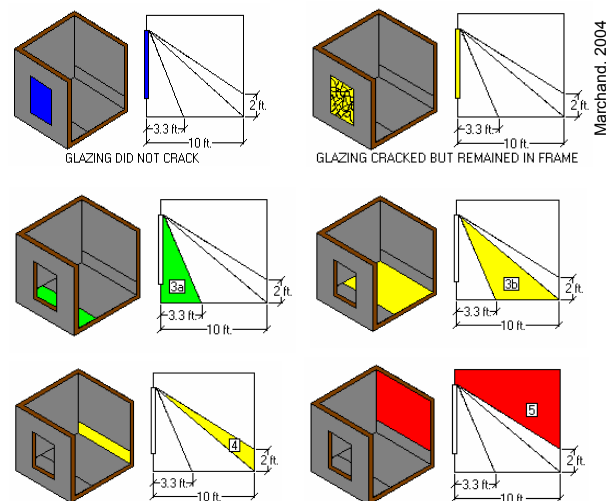 2 ft.
3.3 ft.
10 ft.
GLAZING DID NOT CRACK
2 ft.
3.3 ft.
10 ft.
GLAZING CRACKED BUT REMAINED IN FRAME
Marchand, 2004
3a
2 ft.
3.3 ft.
10 ft.
3b
2 ft.
3.3 ft.
10 ft.
4
2 ft.
3.3 ft.
10 ft.
5
2 ft.
3.3 ft.
10 ft.